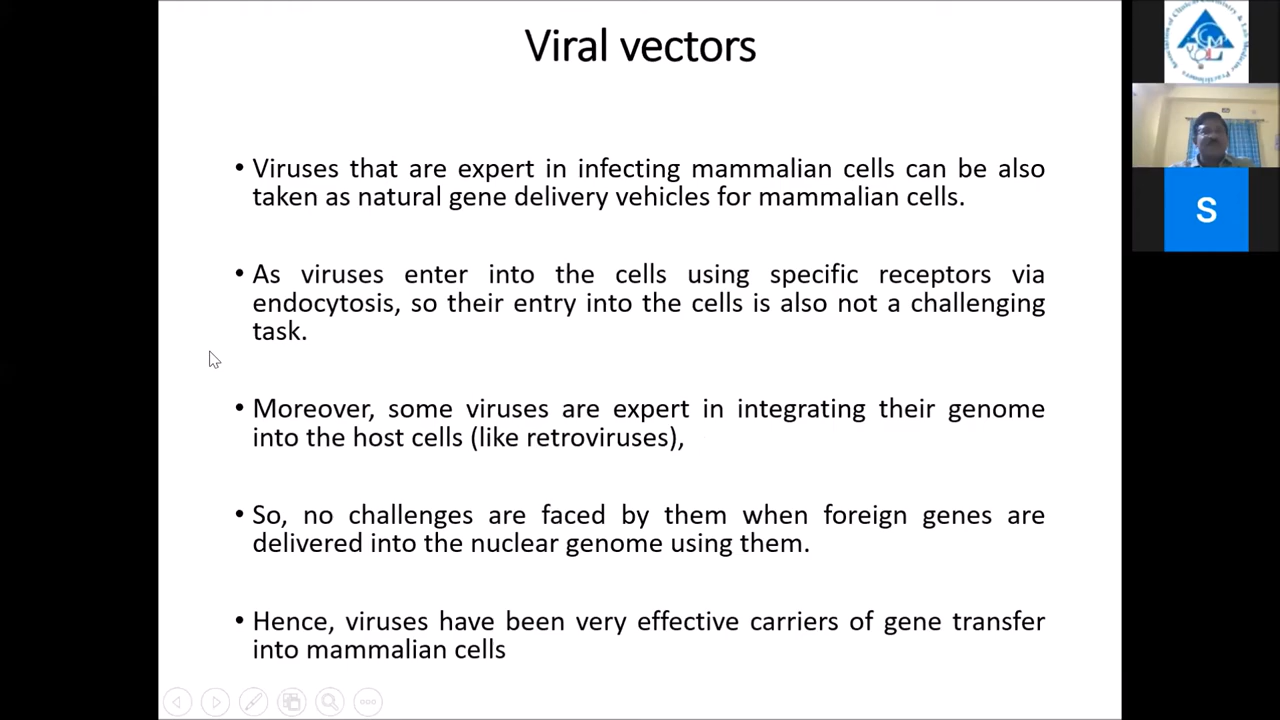 Viral vectors
• Viruses that are expert in infecting mammalian cells can be also
taken as natural gene delivery vehicles for mammalian cells.
• As viruses enter into the cells using specific receptors via
endocytosis, so their entry into the cells is also not a challenging
task.
• Moreover, some viruses are expert in integrating their genome
into the host cells (like retroviruses),
• So, no challenges are faced by them when foreign genes are
delivered into the nuclear genome using them.
• Hence, viruses have been very effective carriers of gene transfer
into mammalian cells
S